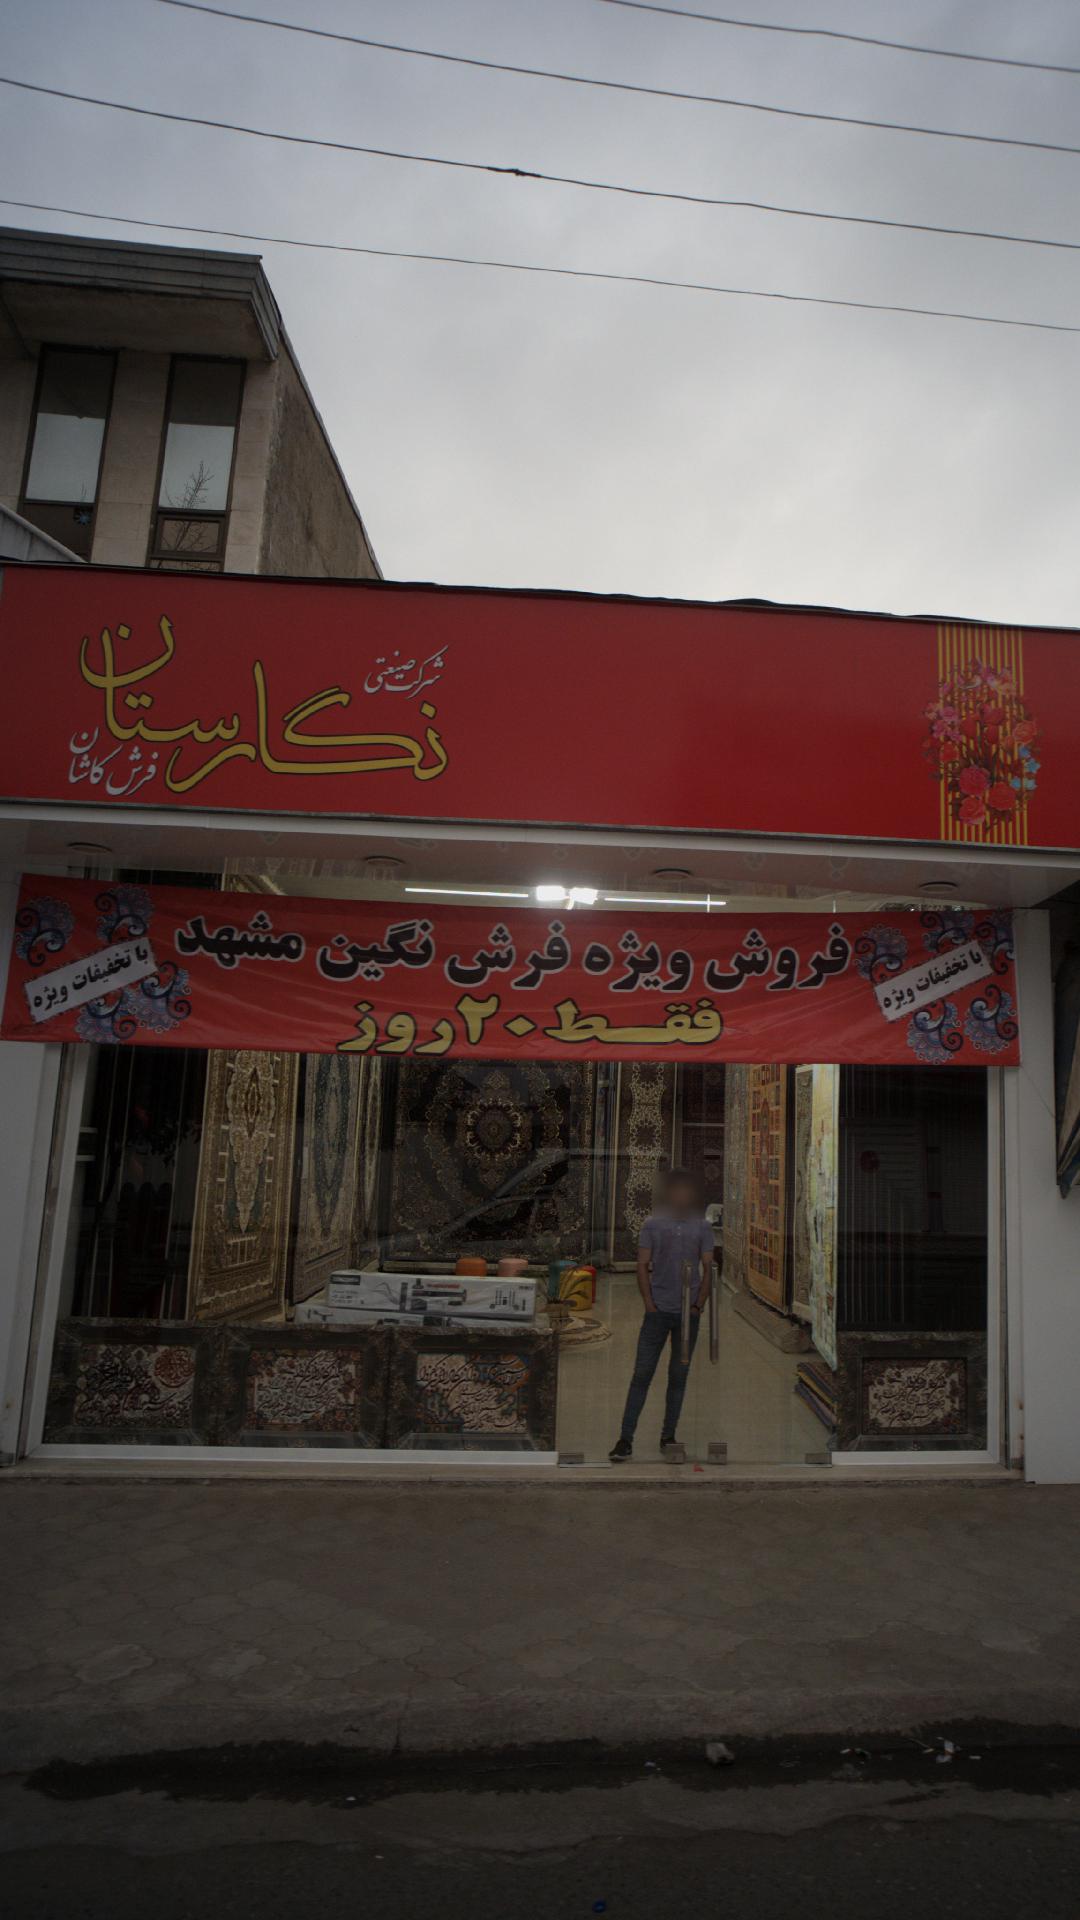 شرکت صنعتی
نگارستان
فرش کاشان
فروش ویژه فرش نگین مشهد
فقط ۲۰ روز
با تخفیفات ویژه
با تخفیفات ویژه